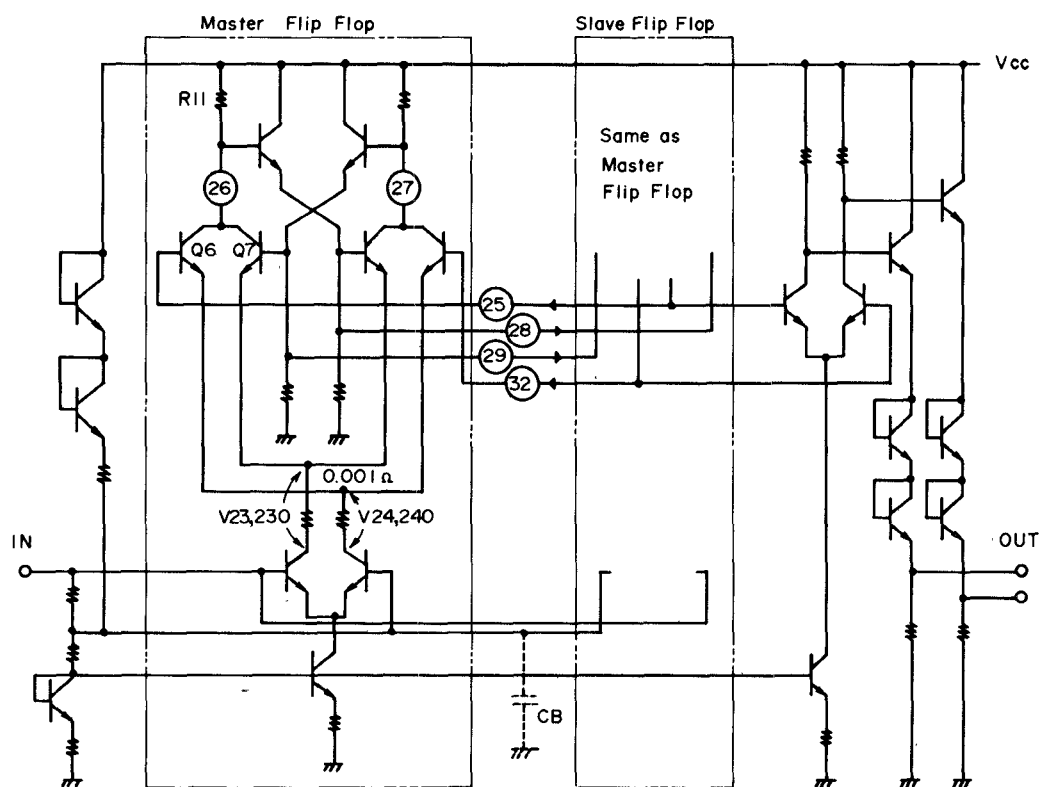 Master Flip Flop
Slave Flip Flop
Vcc
R11
Same as
Master
Flip Flop
26
27
Q6 Q7
25
28
29
32
0.001Ω
V23,230 V24,240
IN
OUT
CB